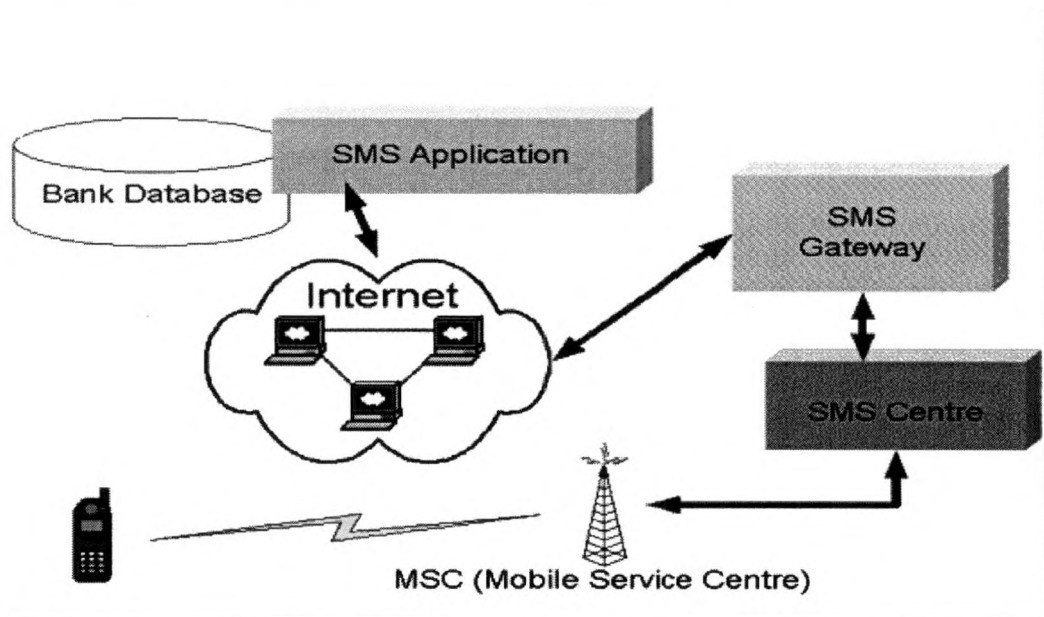 SMS Application
Bank Database
SMS
Gateway
Internet
SMS Centre
MSC (Mobile Service Centre)